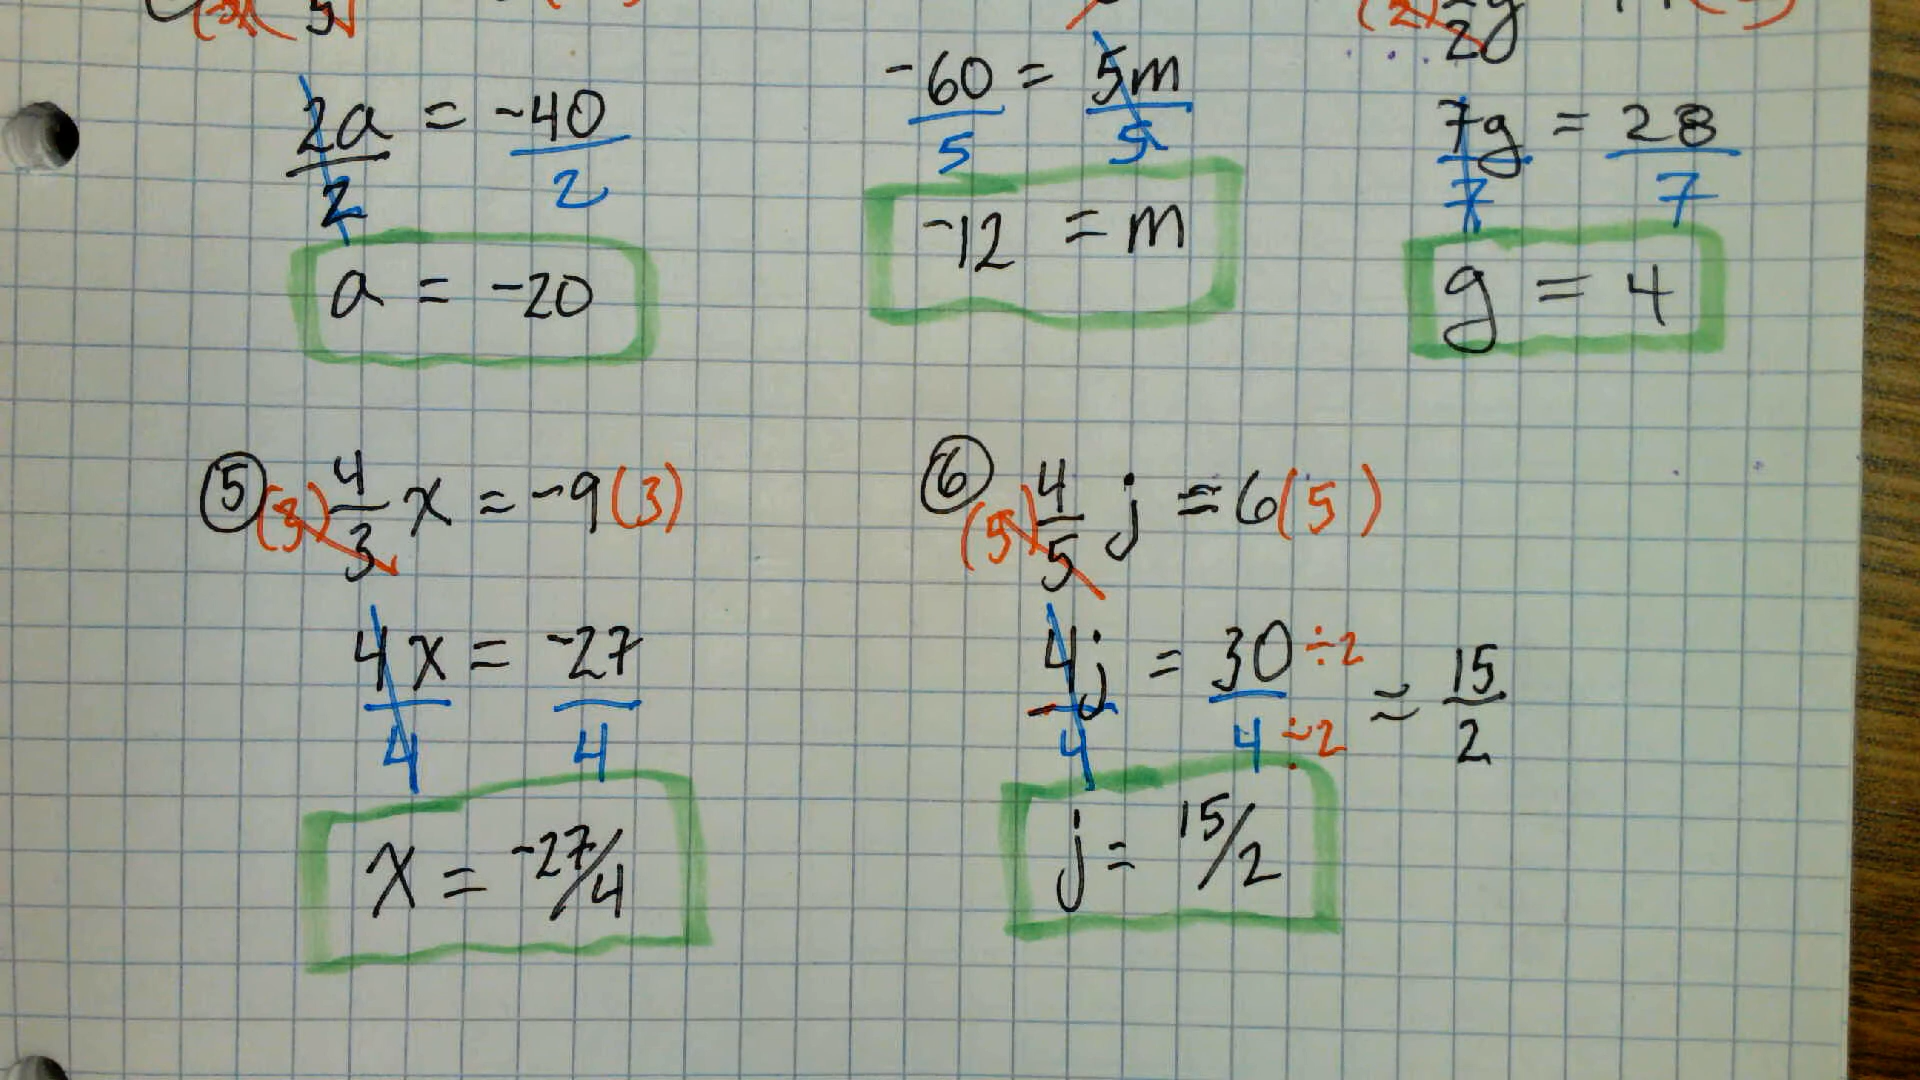 2a = -40
2 2
a = -20
-60 = 5m
5 5
-12 = m
2g
7g = 28
7 7
g = 4
⑤ (3) 4/3 x = -9 (3)
4x = -27
4 4
x = -27/4
⑥ (5) 4/5 j = 6 (5)
4j = 30 ÷2 = 15
4 4 ÷2 2
j = 15/2